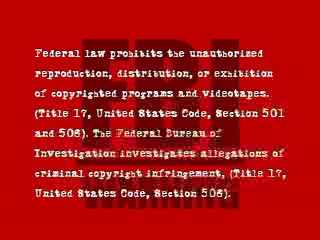 FBI
Federal law prohibits the unauthorized
reproduction, distribution, or exhibition
of copyrighted programs and videotapes.
(Title 17, United States Code, Section 501
and 506). The Federal Bureau of
Investigation investigates allegations of
criminal copyright infringement, (Title 17,
United States Code, Section 506).
WARNING